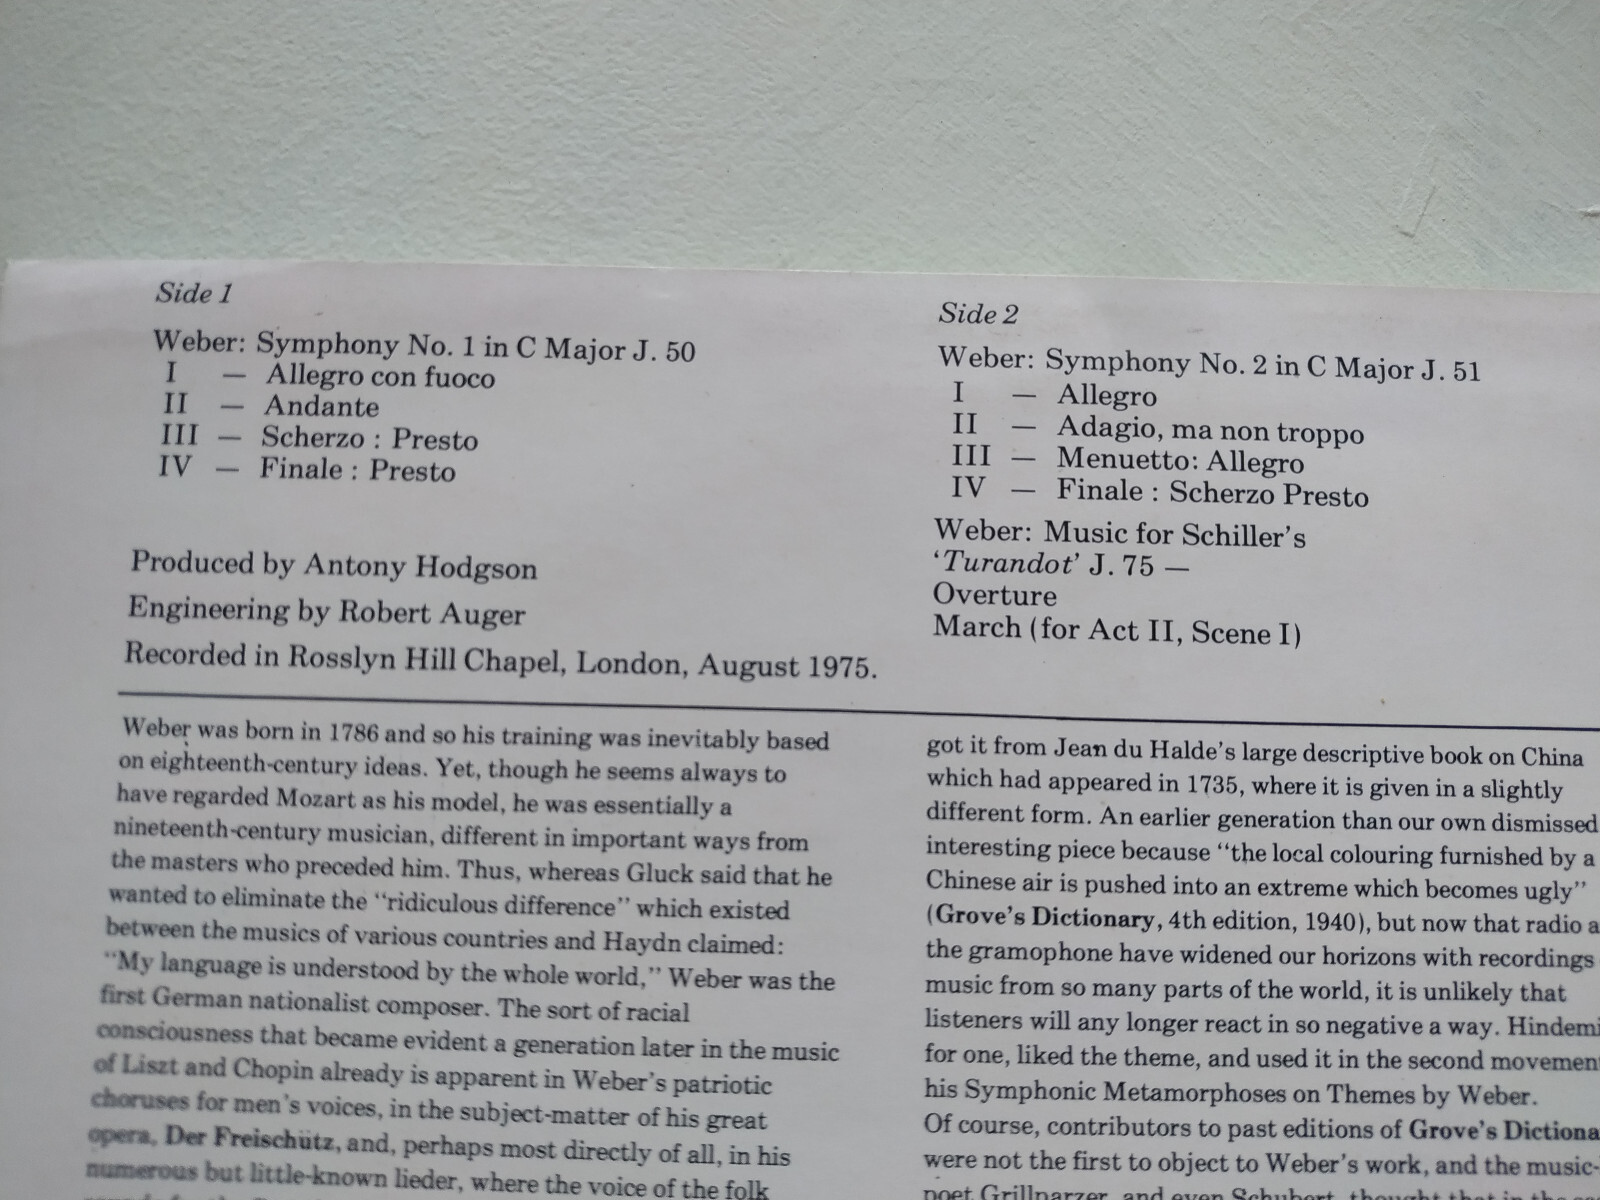 Side 1
Weber: Symphony No. 1 in C Major J. 50
I — Allegro con fuoco
II — Andante
III — Scherzo : Presto
IV — Finale : Presto
Produced by Antony Hodgson
Engineering by Robert Auger
Recorded in Rosslyn Hill Chapel, London, August 1975.
Side 2
Weber: Symphony No. 2 in C Major J. 51
I — Allegro
II — Adagio, ma non troppo
III — Menuetto: Allegro
IV — Finale : Scherzo Presto
Weber: Music for Schiller's
‘Turandot’ J. 75 —
Overture
March (for Act II, Scene I)
Weber was born in 1786 and so his training was inevitably based
on eighteenth-century ideas. Yet, though he seems always to
have regarded Mozart as his model, he was essentially a
nineteenth-century musician, different in important ways from
the masters who preceded him. Thus, whereas Gluck said that he
wanted to eliminate the “ridiculous difference” which existed
between the musics of various countries and Haydn claimed:
“My language is understood by the whole world,” Weber was the
first German nationalist composer. The sort of racial
consciousness that became evident a generation later in the music
of Liszt and Chopin already is apparent in Weber's patriotic
choruses for men's voices, in the subject-matter of his great
opera, Der Freischütz, and, perhaps most directly of all, in his
numerous but little-known lieder, where the voice of the folk
got it from Jean du Halde's large descriptive book on China
which had appeared in 1735, where it is given in a slightly
different form. An earlier generation than our own dismissed
interesting piece because “the local colouring furnished by a
Chinese air is pushed into an extreme which becomes ugly”
(Grove's Dictionary, 4th edition, 1940), but now that radio a
the gramophone have widened our horizons with recordings
music from so many parts of the world, it is unlikely that
listeners will any longer react in so negative a way. Hindemi
for one, liked the theme, and used it in the second movemen
his Symphonic Metamorphoses on Themes by Weber.
Of course, contributors to past editions of Grove's Dictiona
were not the first to object to Weber's work, and the music-
poet Grillparzer, and even Schubert, thought that in the